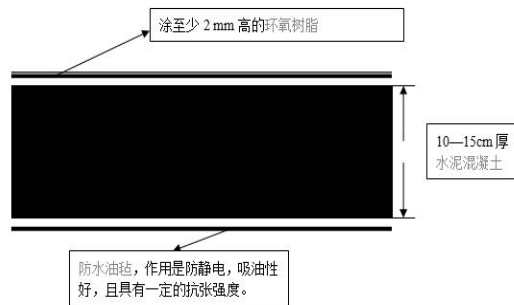 涂至少 2 mm 高的环氧树脂
10—15cm 厚
水泥混凝土
防水油毡，作用是防静电，吸油性
好，且具有一定的抗张强度。